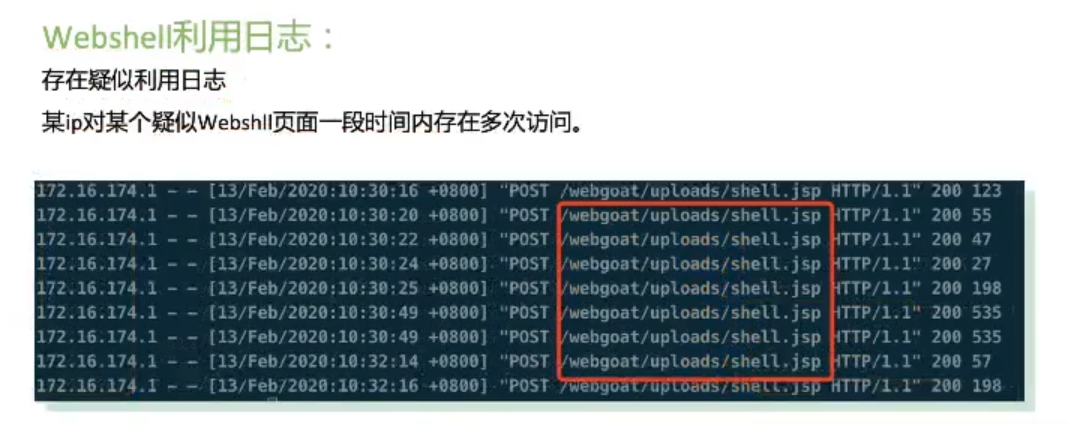 Webshell利用日志：
存在疑似利用日志
某ip对某个疑似Webshll页面一段时间内存在多次访问。
172.16.174.1 - - [13/Feb/2020:10:30:16 +0800] "POST /webgoat/uploads/shell.jsp HTTP/1.1" 200 123
172.16.174.1 - - [13/Feb/2020:10:30:20 +0800] "POST /webgoat/uploads/shell.jsp HTTP/1.1" 200 55
172.16.174.1 - - [13/Feb/2020:10:30:22 +0800] "POST /webgoat/uploads/shell.jsp HTTP/1.1" 200 47
172.16.174.1 - - [13/Feb/2020:10:30:24 +0800] "POST /webgoat/uploads/shell.jsp HTTP/1.1" 200 27
172.16.174.1 - - [13/Feb/2020:10:30:25 +0800] "POST /webgoat/uploads/shell.jsp HTTP/1.1" 200 198
172.16.174.1 - - [13/Feb/2020:10:30:49 +0800] "POST /webgoat/uploads/shell.jsp HTTP/1.1" 200 535
172.16.174.1 - - [13/Feb/2020:10:30:49 +0800] "POST /webgoat/uploads/shell.jsp HTTP/1.1" 200 535
172.16.174.1 - - [13/Feb/2020:10:32:14 +0800] "POST /webgoat/uploads/shell.jsp HTTP/1.1" 200 57
172.16.174.1 - - [13/Feb/2020:10:32:16 +0800] "POST /webgoat/uploads/shell.jsp HTTP/1.1" 200 198